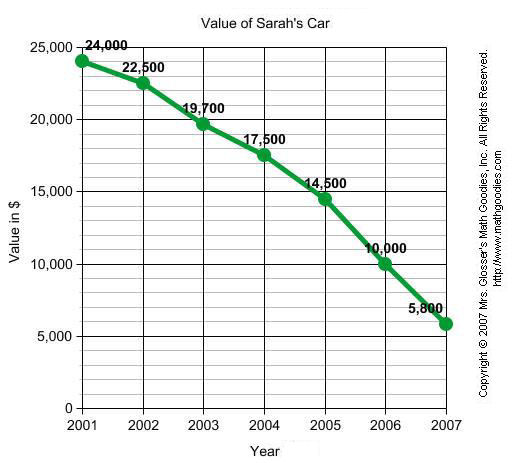 Value of Sarah's Car
25,000
20,000
15,000
10,000
5,000
0
Value in $
24,000
22,500
19,700
17,500
14,500
10,000
5,800
2001 2002 2003 2004 2005 2006 2007
Year
Copyright © 2007 Mrs. Glosser's Math Goodies, Inc. All Rights Reserved.
http://www.mathgoodies.com